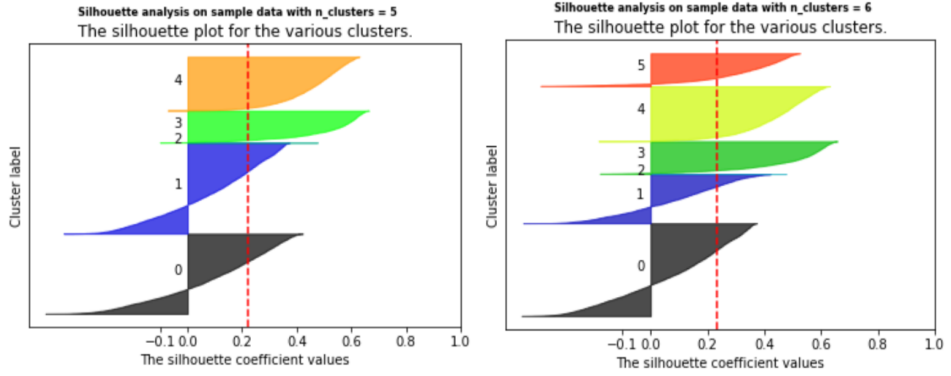 Silhouette analysis on sample data with n_clusters = 5
The silhouette plot for the various clusters.
4
3
2
1
0
Cluster label
−0.1 0.0 0.2 0.4 0.6 0.8 1.0
The silhouette coefficient values
Silhouette analysis on sample data with n_clusters = 6
The silhouette plot for the various clusters.
5
4
3
2
1
0
Cluster label
−0.1 0.0 0.2 0.4 0.6 0.8 1.0
The silhouette coefficient values